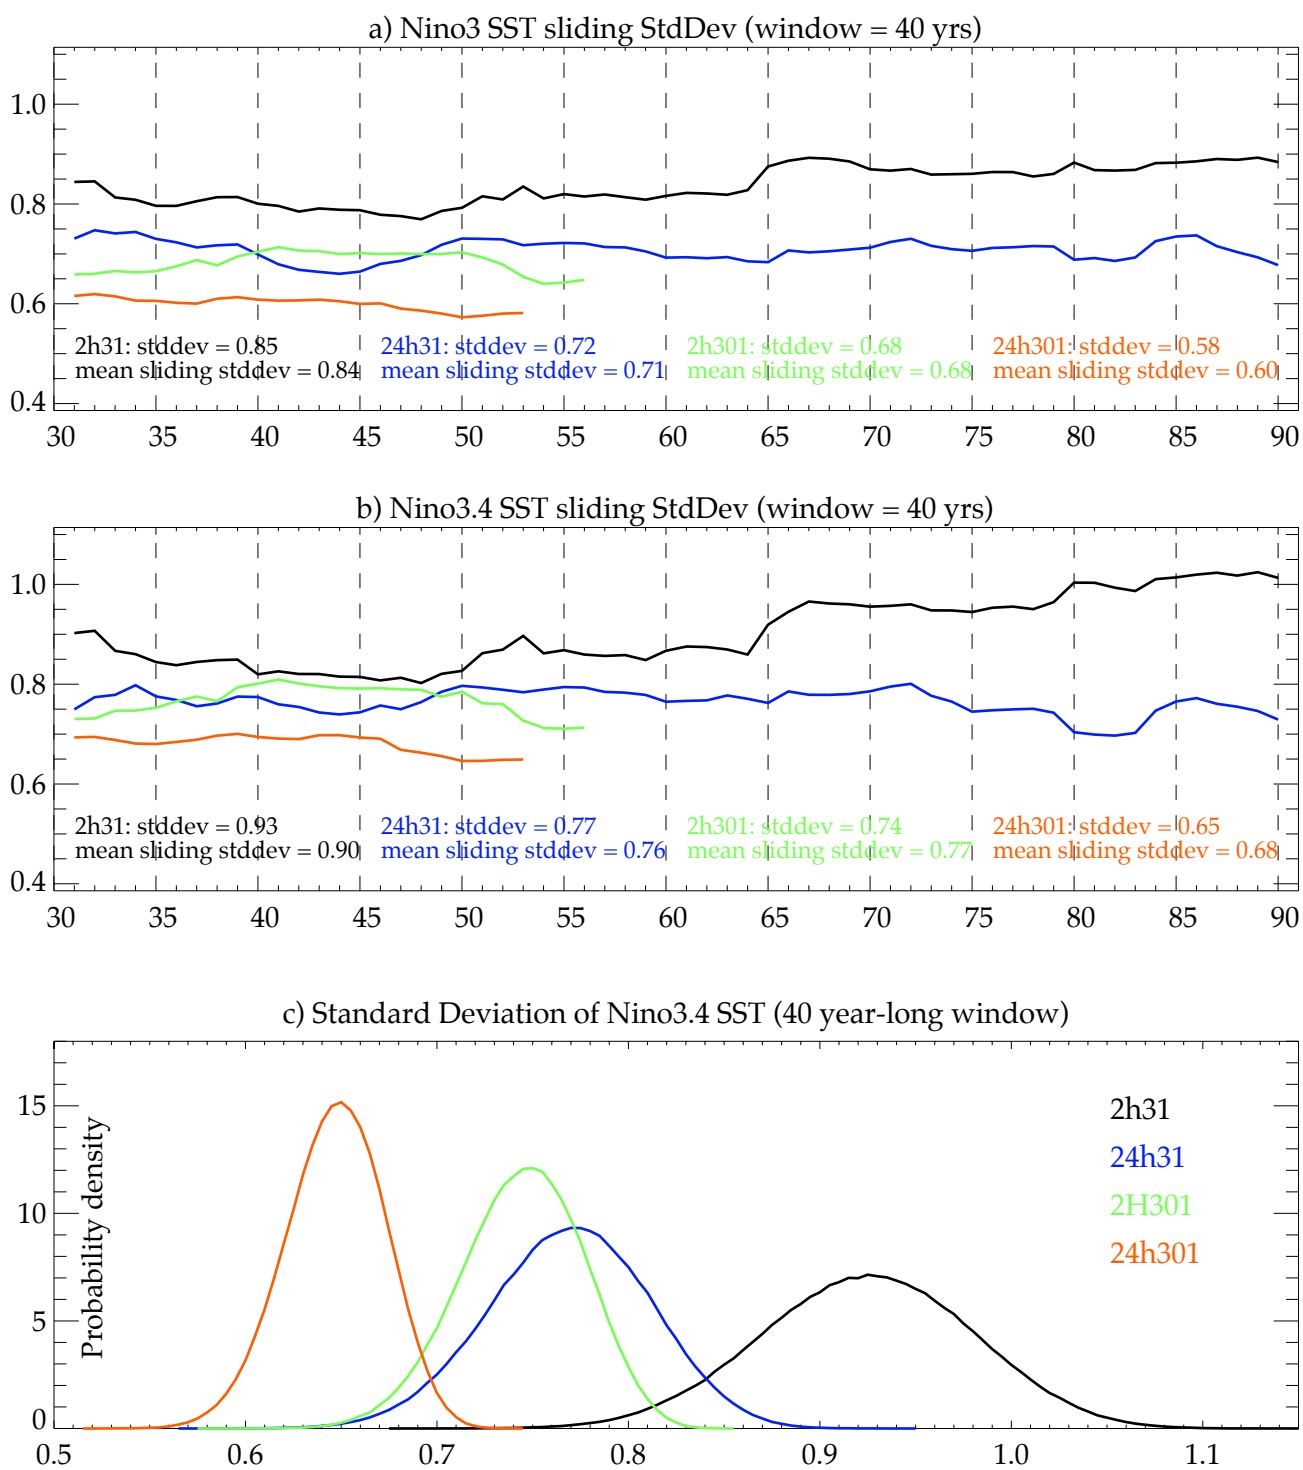 a) Nino3 SST sliding StdDev (window = 40 yrs)
1.0
0.8
0.6
0.4
2h31: stddev = 0.85
mean sliding stddev = 0.84
24h31: stddev = 0.72
mean sliding stddev = 0.71
2h301: stddev = 0.68
mean sliding stddev = 0.68
24h301: stddev = 0.58
mean sliding stddev = 0.60
30 35 40 45 50 55 60 65 70 75 80 85 90
b) Nino3.4 SST sliding StdDev (window = 40 yrs)
1.0
0.8
0.6
0.4
2h31: stddev = 0.93
mean sliding stddev = 0.90
24h31: stddev = 0.77
mean sliding stddev = 0.76
2h301: stddev = 0.74
mean sliding stddev = 0.77
24h301: stddev = 0.65
mean sliding stddev = 0.68
30 35 40 45 50 55 60 65 70 75 80 85 90
c) Standard Deviation of Nino3.4 SST (40 year-long window)
15
10
5
0
Probability density
2h31
24h31
2H301
24h301
0.5 0.6 0.7 0.8 0.9 1.0 1.1